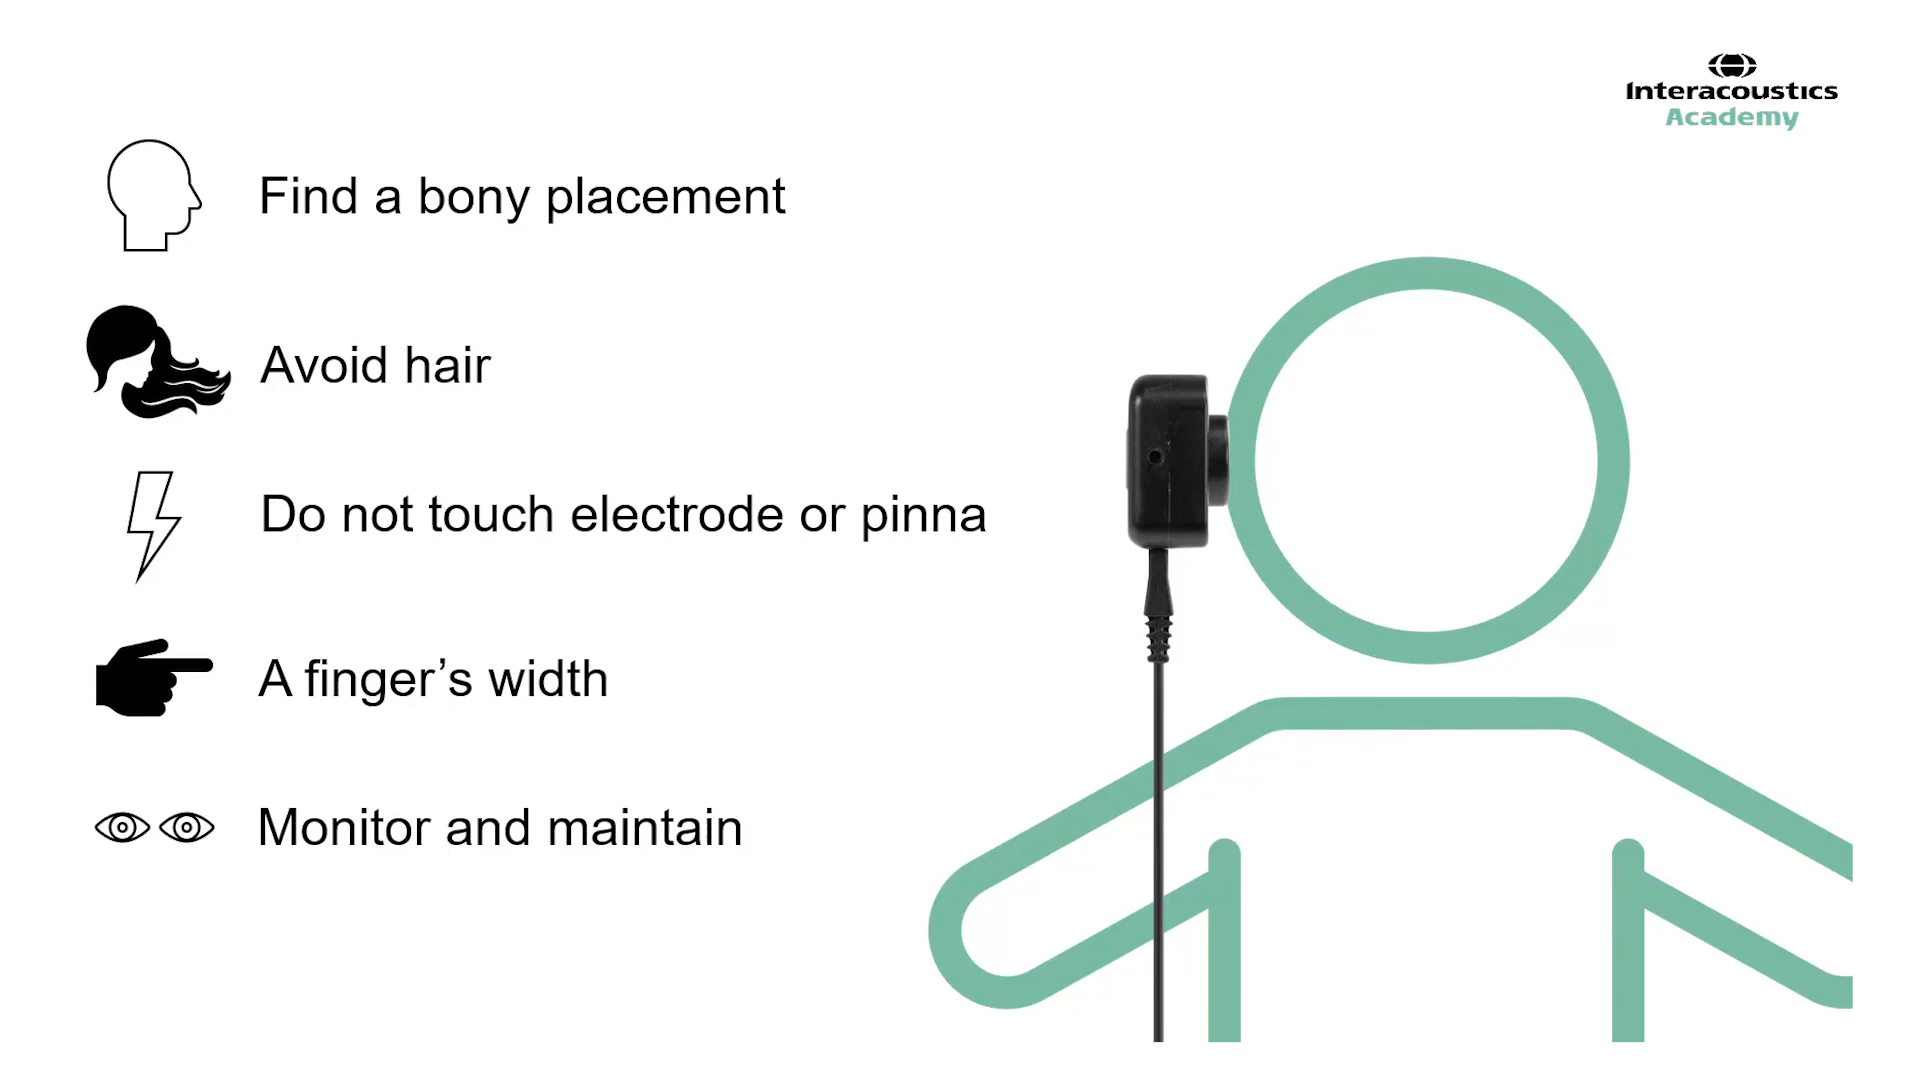 Interacoustics
Academy
Find a bony placement
Avoid hair
Do not touch electrode or pinna
A finger’s width
Monitor and maintain